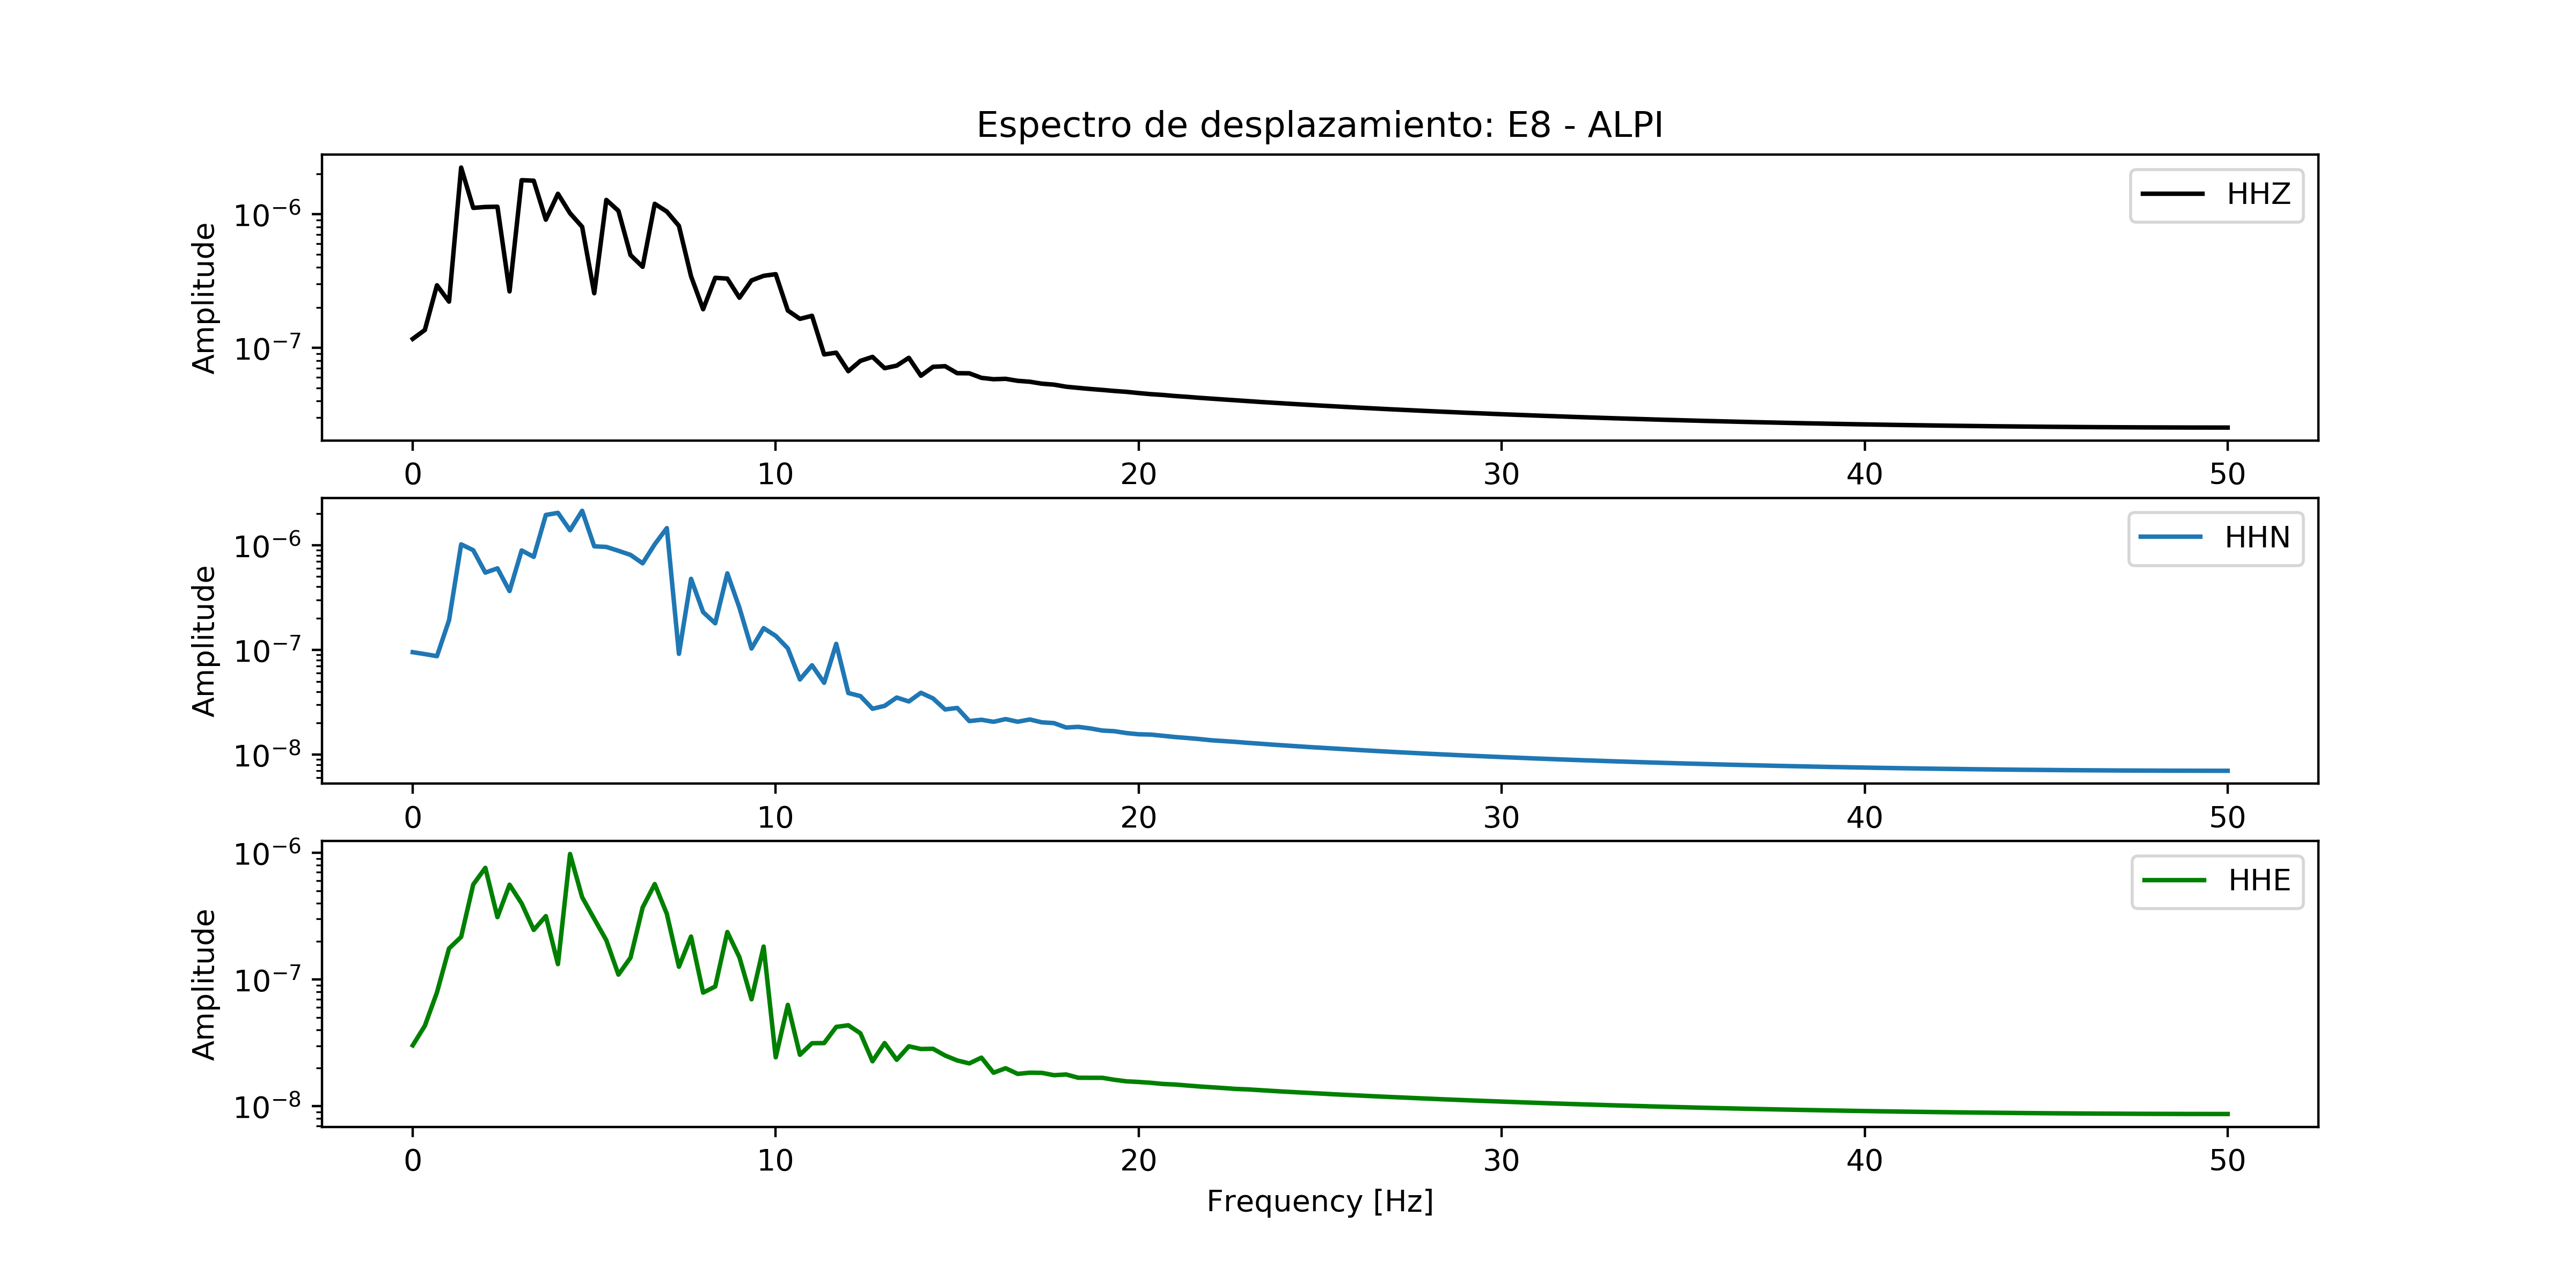 Espectro de desplazamiento: E8 - ALPI
Amplitude
10⁻⁶
10⁻⁷
HHZ
0 10 20 30 40 50
Amplitude
10⁻⁶
10⁻⁷
10⁻⁸
HHN
0 10 20 30 40 50
Amplitude
10⁻⁶
10⁻⁷
10⁻⁸
HHE
0 10 20 30 40 50
Frequency [Hz]